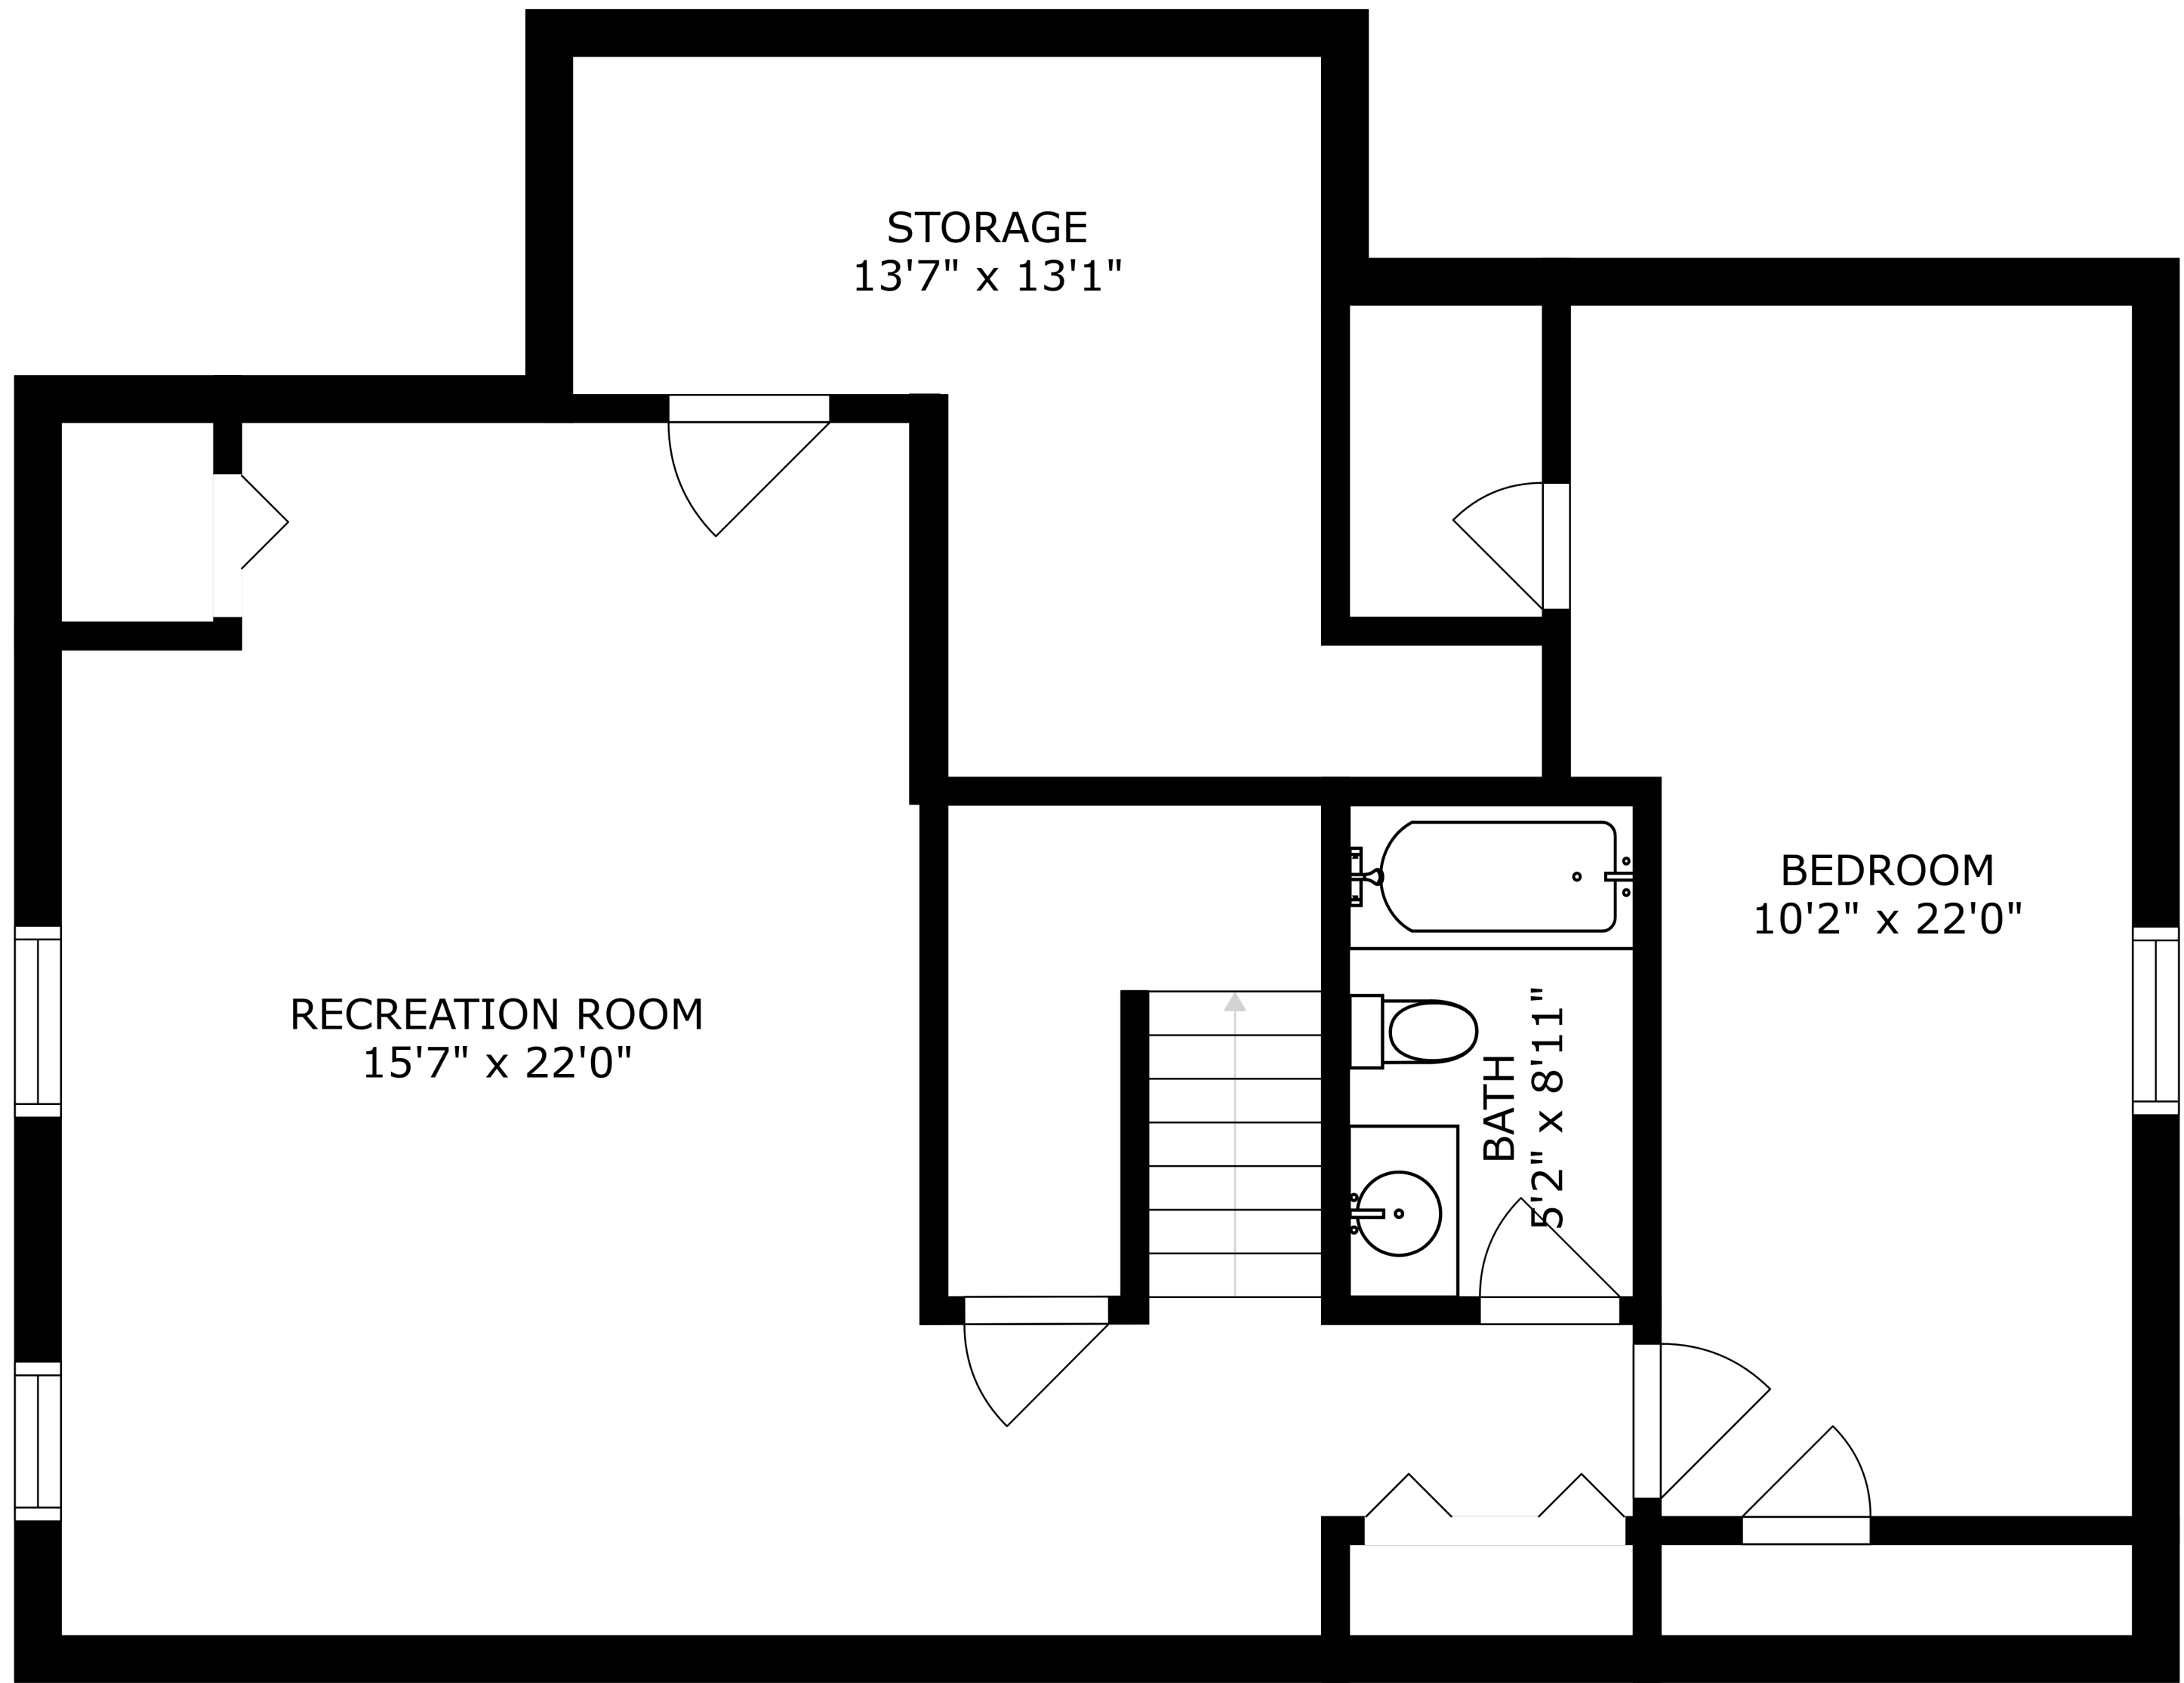 STORAGE
13'7" x 13'1"
BEDROOM
10'2" x 22'0"
RECREATION ROOM
15'7" x 22'0"
BATH
5'2" x 8'11"